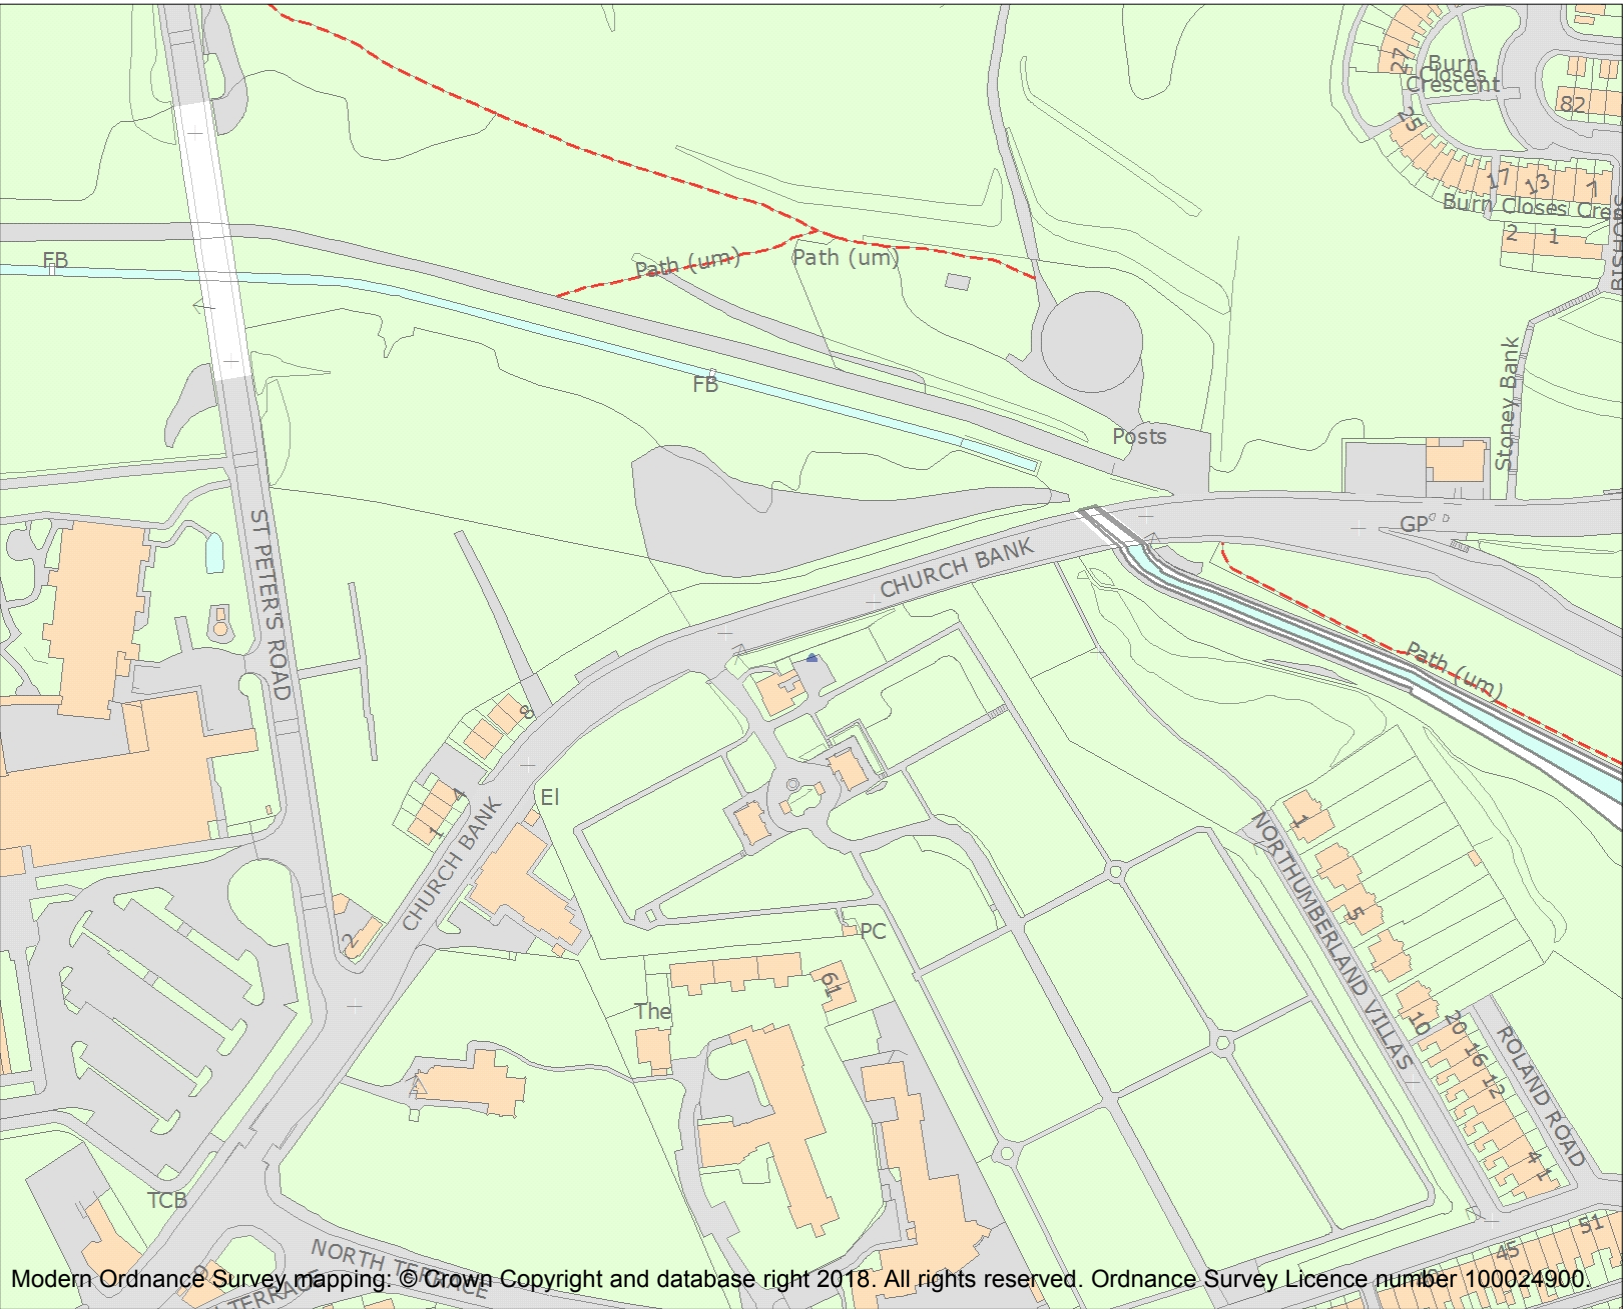 27
Burn
Closes
Crescent
82
25
17
13
7
Burn Closes Cres
2
1
FB
Path (um)
Path (um)
FB
Stoney Bank
Posts
GP
ST PETER'S ROAD
CHURCH BANK
Path (um)
8
4
1
El
CHURCH BANK
2
PC
61
The
1
5
NORTHUMBERLAND VILLAS
10
20
16
12
4
1
ROLAND ROAD
TCB
NORTH TERRACE
TERRACE
9
51
45
Modern Ordnance Survey mapping: © Crown Copyright and database right 2018. All rights reserved. Ordnance Survey Licence number 100024900.